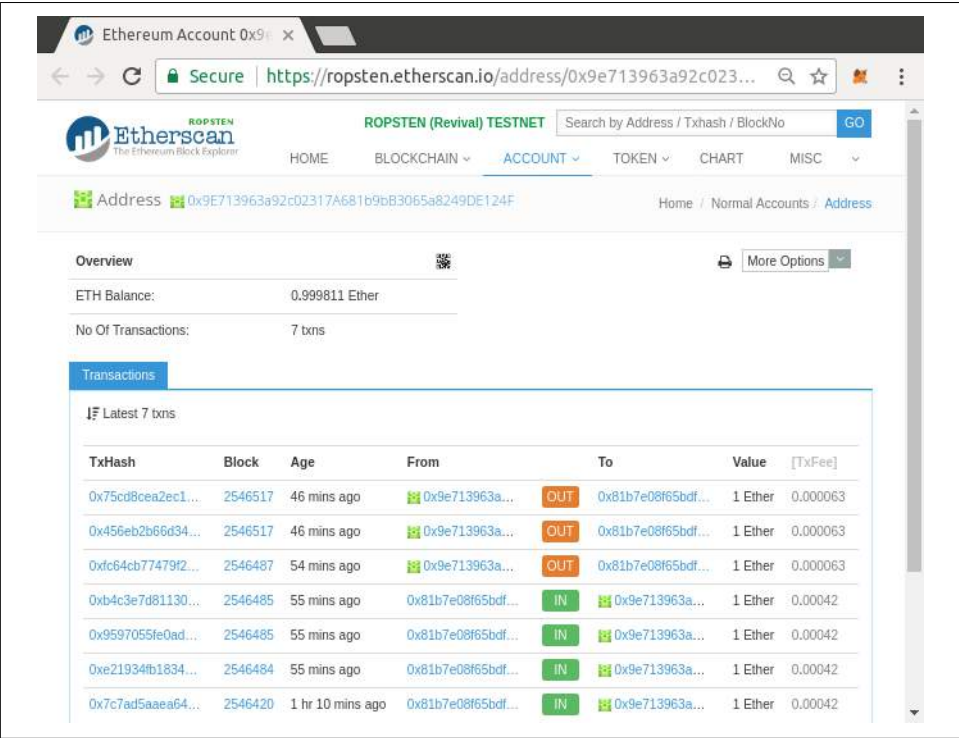 Ethereum Account 0x9e
Secure | https://ropsten.etherscan.io/address/0x9e713963a92c023...
ROPSTEN
Etherscan
The Ethereum Block Explorer
ROPSTEN (Revival) TESTNET Search by Address / Txhash / BlockNo GO
HOME BLOCKCHAIN ACCOUNT TOKEN CHART MISC
Address 0x9E713963a92c02317A681b9bB3065a8249DE124F Home / Normal Accounts / Address
Overview More Options
ETH Balance: 0.999811 Ether
No Of Transactions: 7 txns
Transactions
Latest 7 txns
TxHash Block Age From To Value [TxFee]
0x75cd8cea2ec1... 2546517 46 mins ago 0x9e713963a... OUT 0x81b7e08f65bdf... 1 Ether 0.000063
0x456eb2b66d34... 2546517 46 mins ago 0x9e713963a... OUT 0x81b7e08f65bdf... 1 Ether 0.000063
0xfc64cb77479f2... 2546487 54 mins ago 0x9e713963a... OUT 0x81b7e08f65bdf... 1 Ether 0.000063
0xb4c3e7d81130... 2546485 55 mins ago 0x81b7e08f65bdf... IN 0x9e713963a... 1 Ether 0.00042
0x9597055fe0ad... 2546485 55 mins ago 0x81b7e08f65bdf... IN 0x9e713963a... 1 Ether 0.00042
0xe21934fb1834... 2546484 55 mins ago 0x81b7e08f65bdf... IN 0x9e713963a... 1 Ether 0.00042
0x7c7ad5aaea64... 2546420 1 hr 10 mins ago 0x81b7e08f65bdf... IN 0x9e713963a... 1 Ether 0.00042